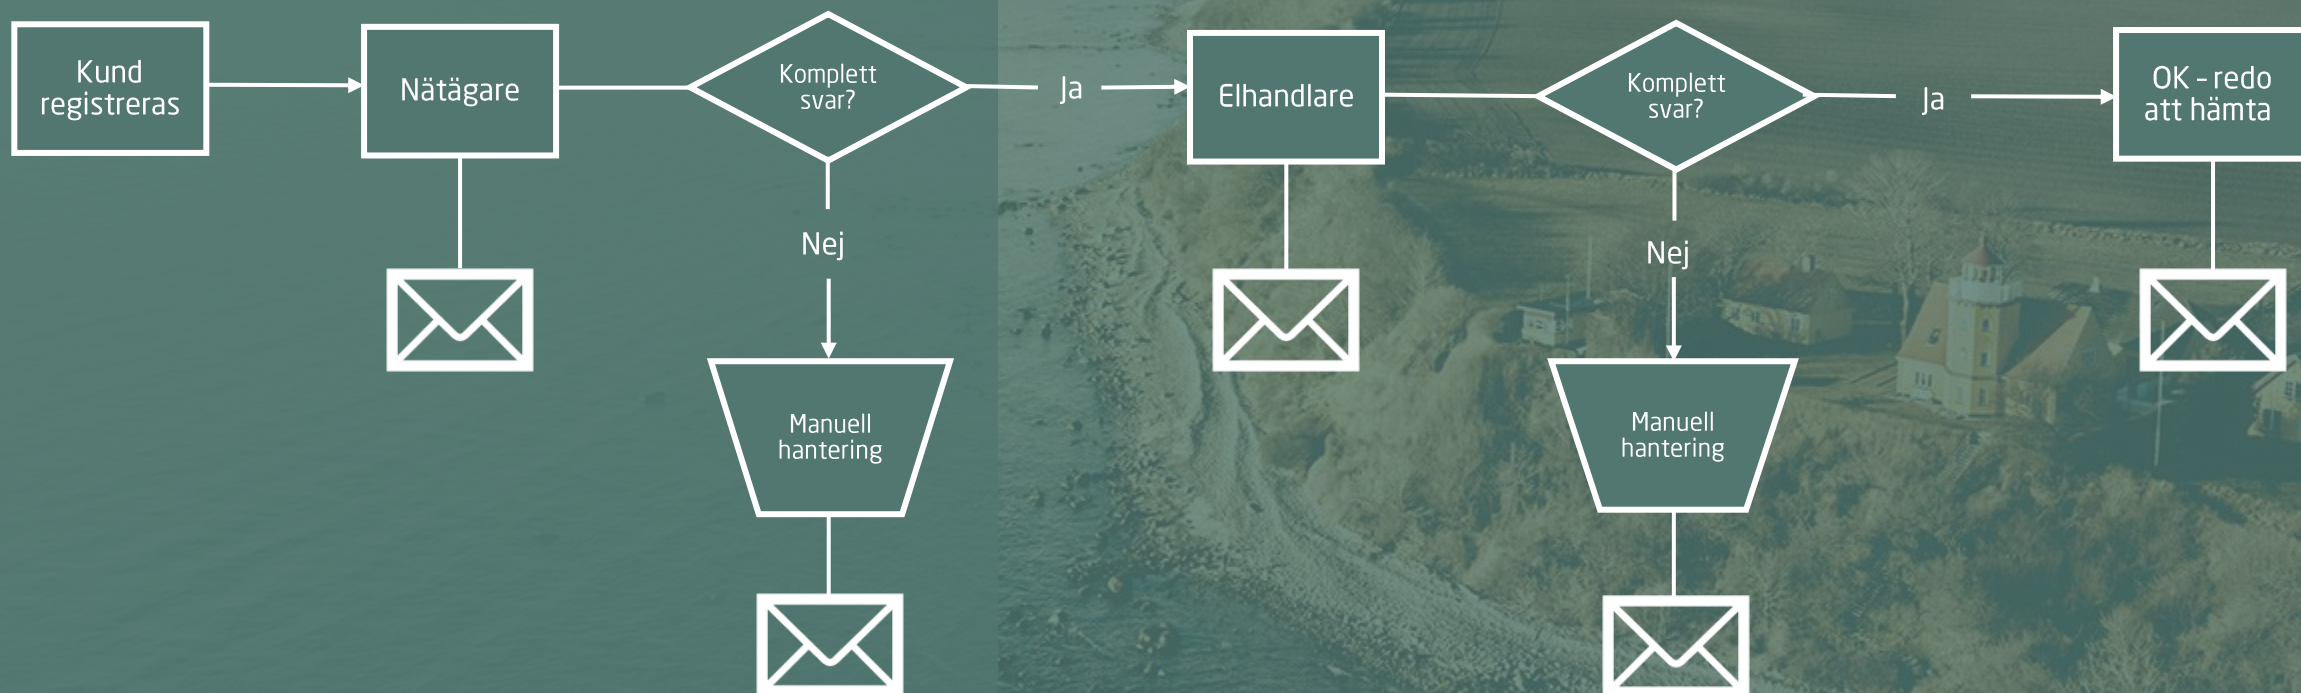 Kund
registreras
Nätägare
Komplett
svar?
Ja
Elhandlare
Komplett
svar?
Ja
OK – redo
att hämta
Nej
Nej
Manuell
hantering
Manuell
hantering